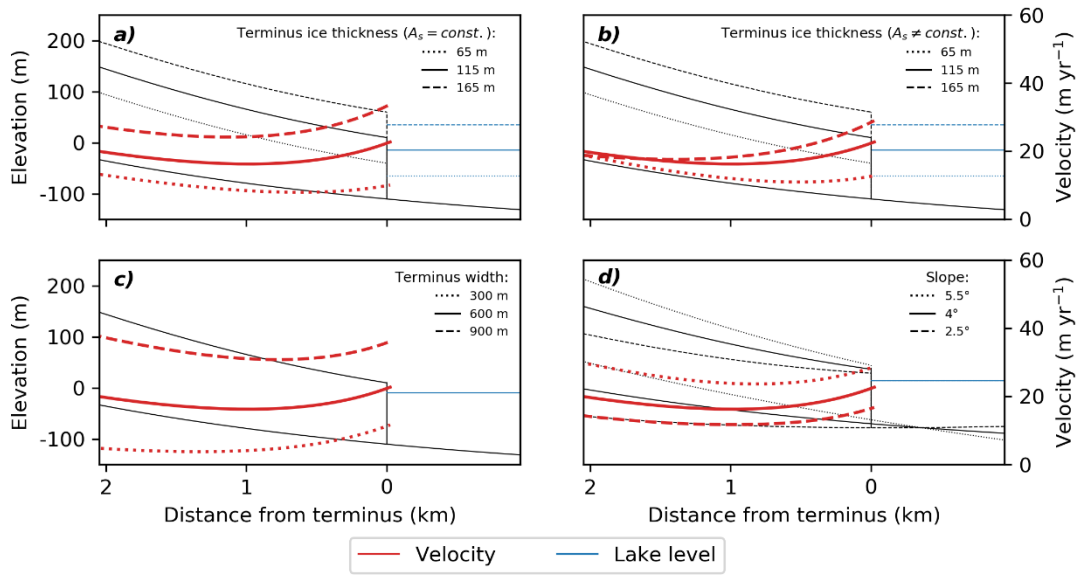 a)
Terminus ice thickness (A_s = const.):
65 m
115 m
165 m
200
100
0
-100
Elevation (m)
b)
Terminus ice thickness (A_s ≠ const.):
65 m
115 m
165 m
60
40
20
0
Velocity (m yr⁻¹)
c)
Terminus width:
300 m
600 m
900 m
200
100
0
-100
Elevation (m)
2
1
0
Distance from terminus (km)
d)
Slope:
5.5°
4°
2.5°
60
40
20
0
Velocity (m yr⁻¹)
2
1
0
Distance from terminus (km)
Velocity
Lake level